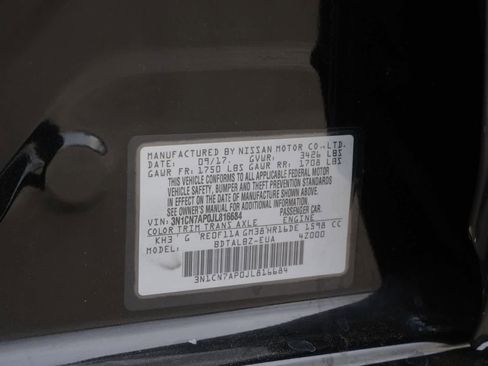 MANUFACTURED BY NISSAN MOTOR CO.,LTD.
DATE: 09/17. GVWR: 3426 LBS
GAWR FR: 1750 LBS GAWR RR: 1708 LBS
THIS VEHICLE CONFORMS TO ALL APPLICABLE FEDERAL MOTOR
VEHICLE SAFETY, BUMPER AND THEFT PREVENTION
STANDARDS IN EFFECT ON THE DATE OF
MANUFACTURE SHOWN ABOVE. SEE
OWNER'S MANUAL FOR ADDITIONAL INFORMATION.
VIN: 3N1CN7AP0JL816684 PASSENGER CAR.
COLOR TRIM TRANS AXLE ENGINE
KH3 G RE0F11A GM38 HR16DE 1598 CC
MODEL: BDTALBZ-EUA 4Z000
3N1CN7AP0JL816684